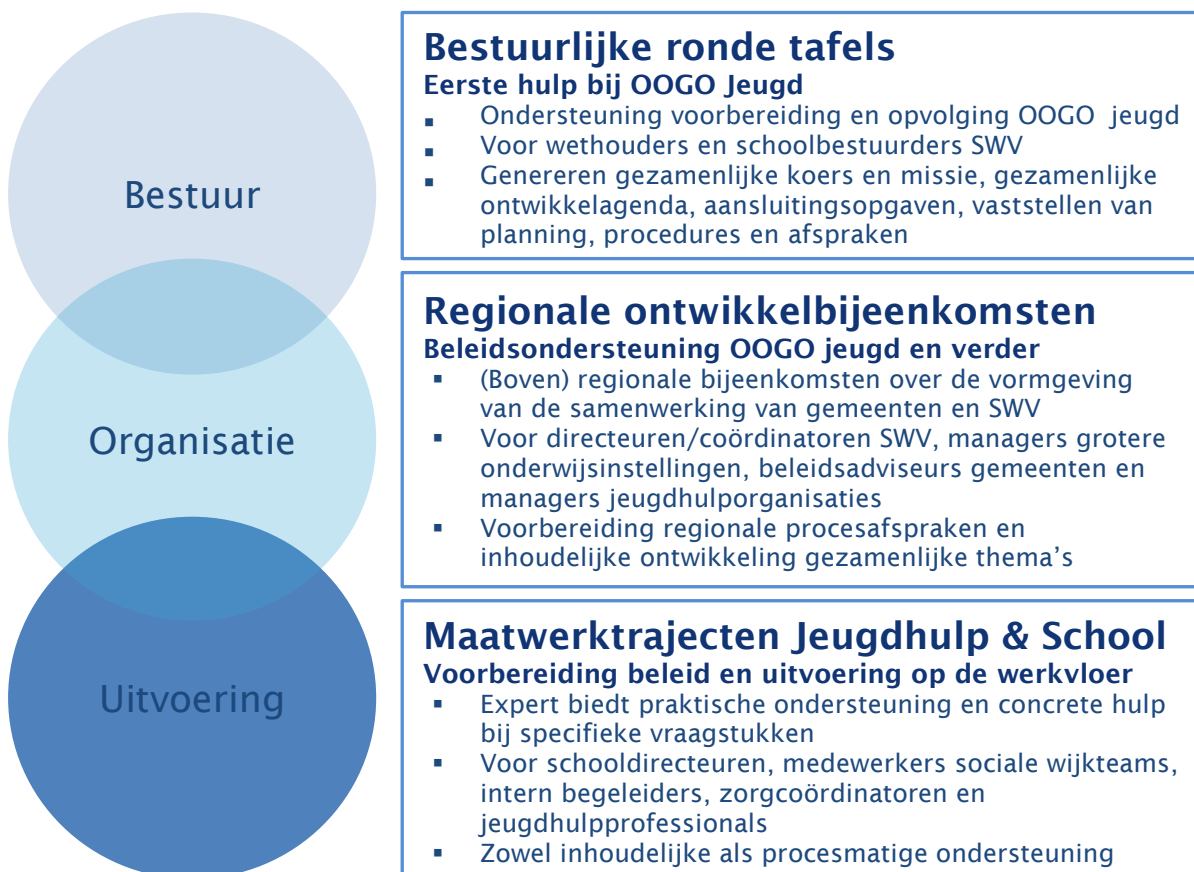 Bestuur
Bestuurlijke ronde tafels
Eerste hulp bij OOGO Jeugd
▪ Ondersteuning voorbereiding en opvolging OOGO jeugd
▪ Voor wethouders en schoolbestuurders SWV
▪ Genereren gezamenlijke koers en missie, gezamenlijke
ontwikkelagenda, aansluitingsopgaven, vaststellen van
planning, procedures en afspraken
Organisatie
Regionale ontwikkelbijeenkomsten
Beleidsondersteuning OOGO jeugd en verder
▪ (Boven) regionale bijeenkomsten over de vormgeving
van de samenwerking van gemeenten en SWV
▪ Voor directeuren/coördinatoren SWV, managers grotere
onderwijsinstellingen, beleidsadviseurs gemeenten en
managers jeugdhulporganisaties
▪ Voorbereiding regionale procesafspraken en
inhoudelijke ontwikkeling gezamenlijke thema’s
Uitvoering
Maatwerktrajecten Jeugdhulp & School
Voorbereiding beleid en uitvoering op de werkvloer
▪ Expert biedt praktische ondersteuning en concrete hulp
bij specifieke vraagstukken
▪ Voor schooldirecteuren, medewerkers sociale wijkteams,
intern begeleiders, zorgcoördinatoren en
jeugdhulpprofessionals
▪ Zowel inhoudelijke als procesmatige ondersteuning